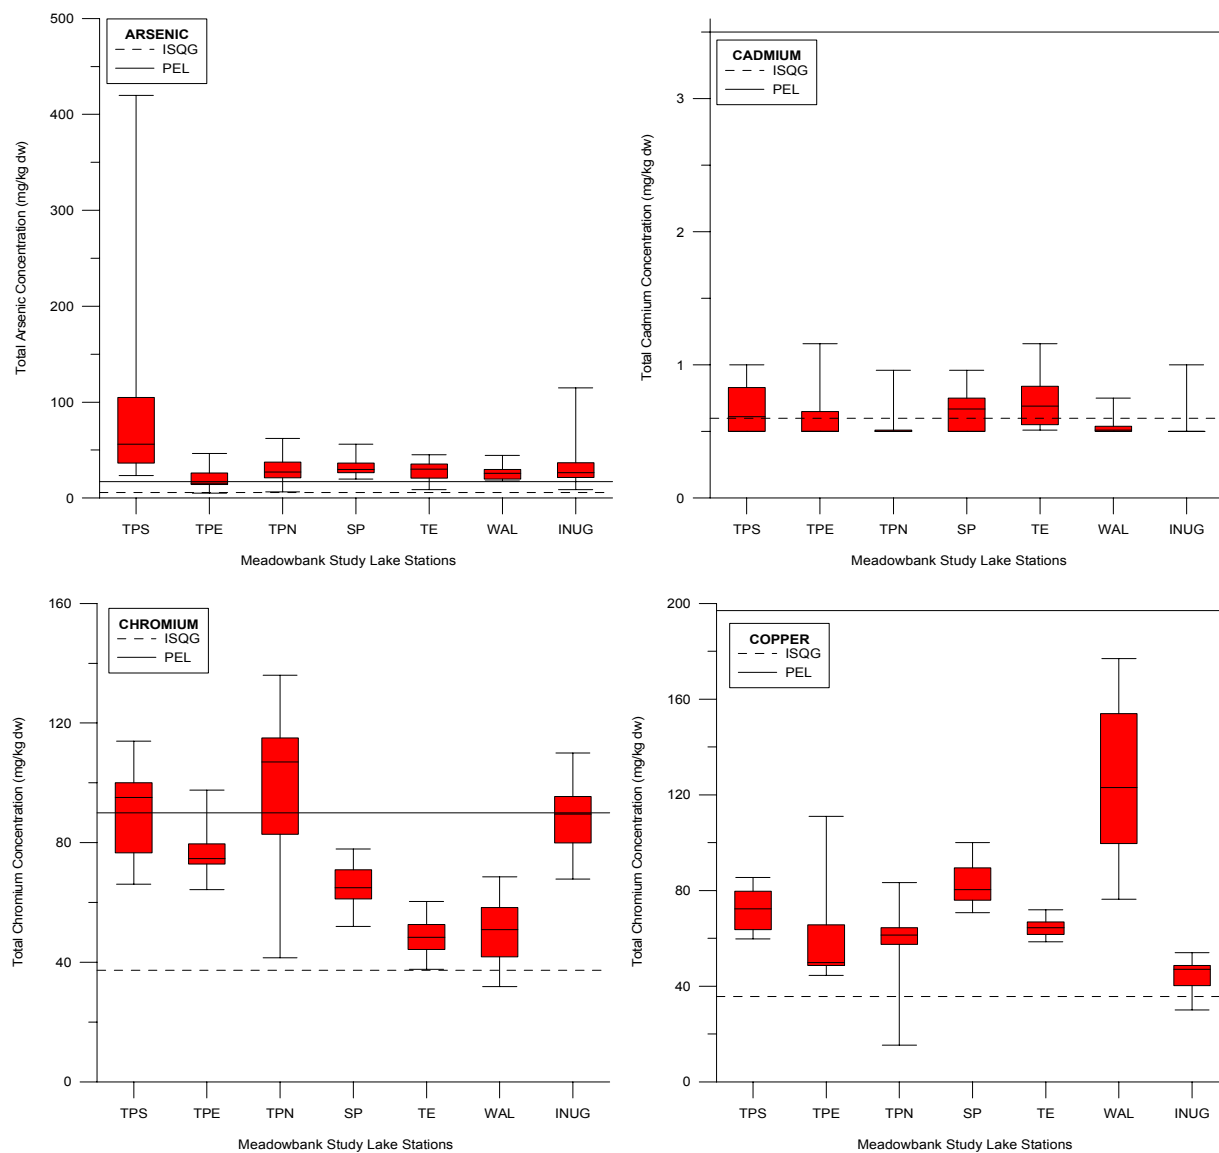 ARSENIC
ISQG
PEL
500
400
300
200
100
0
Total Arsenic Concentration (mg/kg dw)
TPS TPE TPN SP TE WAL INUG
Meadowbank Study Lake Stations
CADMIUM
ISQG
PEL
3
2
1
0
Total Cadmium Concentration (mg/kg dw)
TPS TPE TPN SP TE WAL INUG
Meadowbank Study Lake Stations
CHROMIUM
ISQG
PEL
160
120
80
40
0
Total Chromium Concentration (mg/kg dw)
TPS TPE TPN SP TE WAL INUG
Meadowbank Study Lake Stations
COPPER
ISQG
PEL
200
160
120
80
40
0
Total Chromium Concentration (mg/kg dw)
TPS TPE TPN SP TE WAL INUG
Meadowbank Study Lake Stations